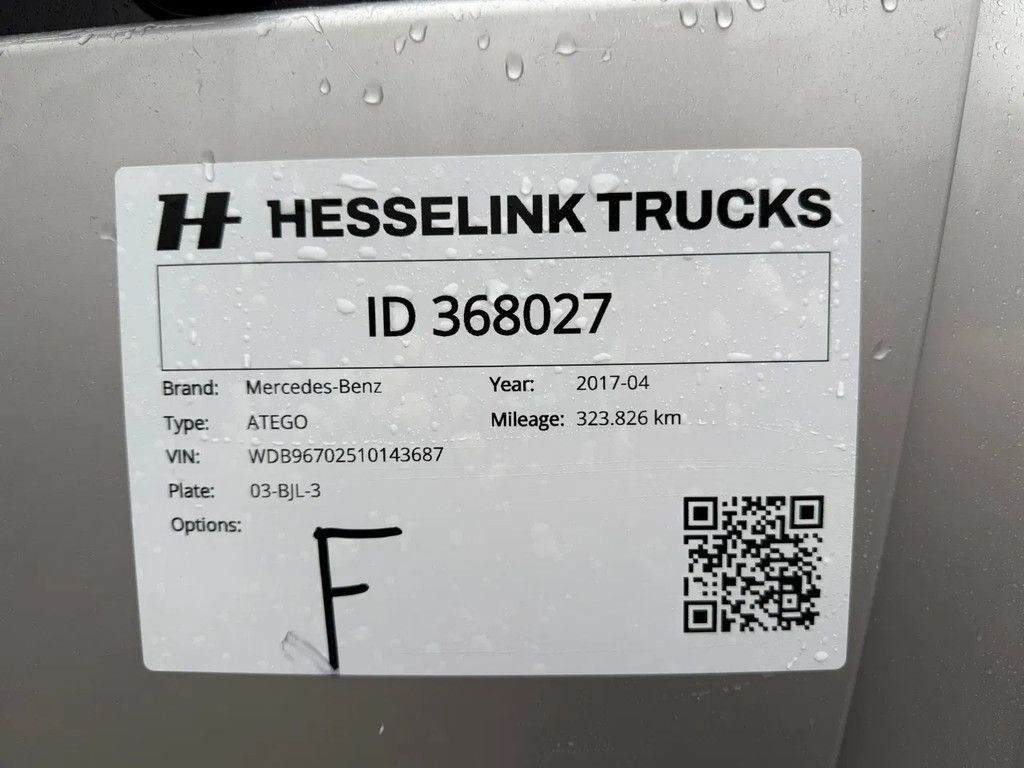 H HESSELINK TRUCKS
ID 368027
Brand: Mercedes-Benz Year: 2017-04
Type: ATEGO Mileage: 323.826 km
VIN: WDB96702510143687
Plate: 03-BJL-3
Options:
F